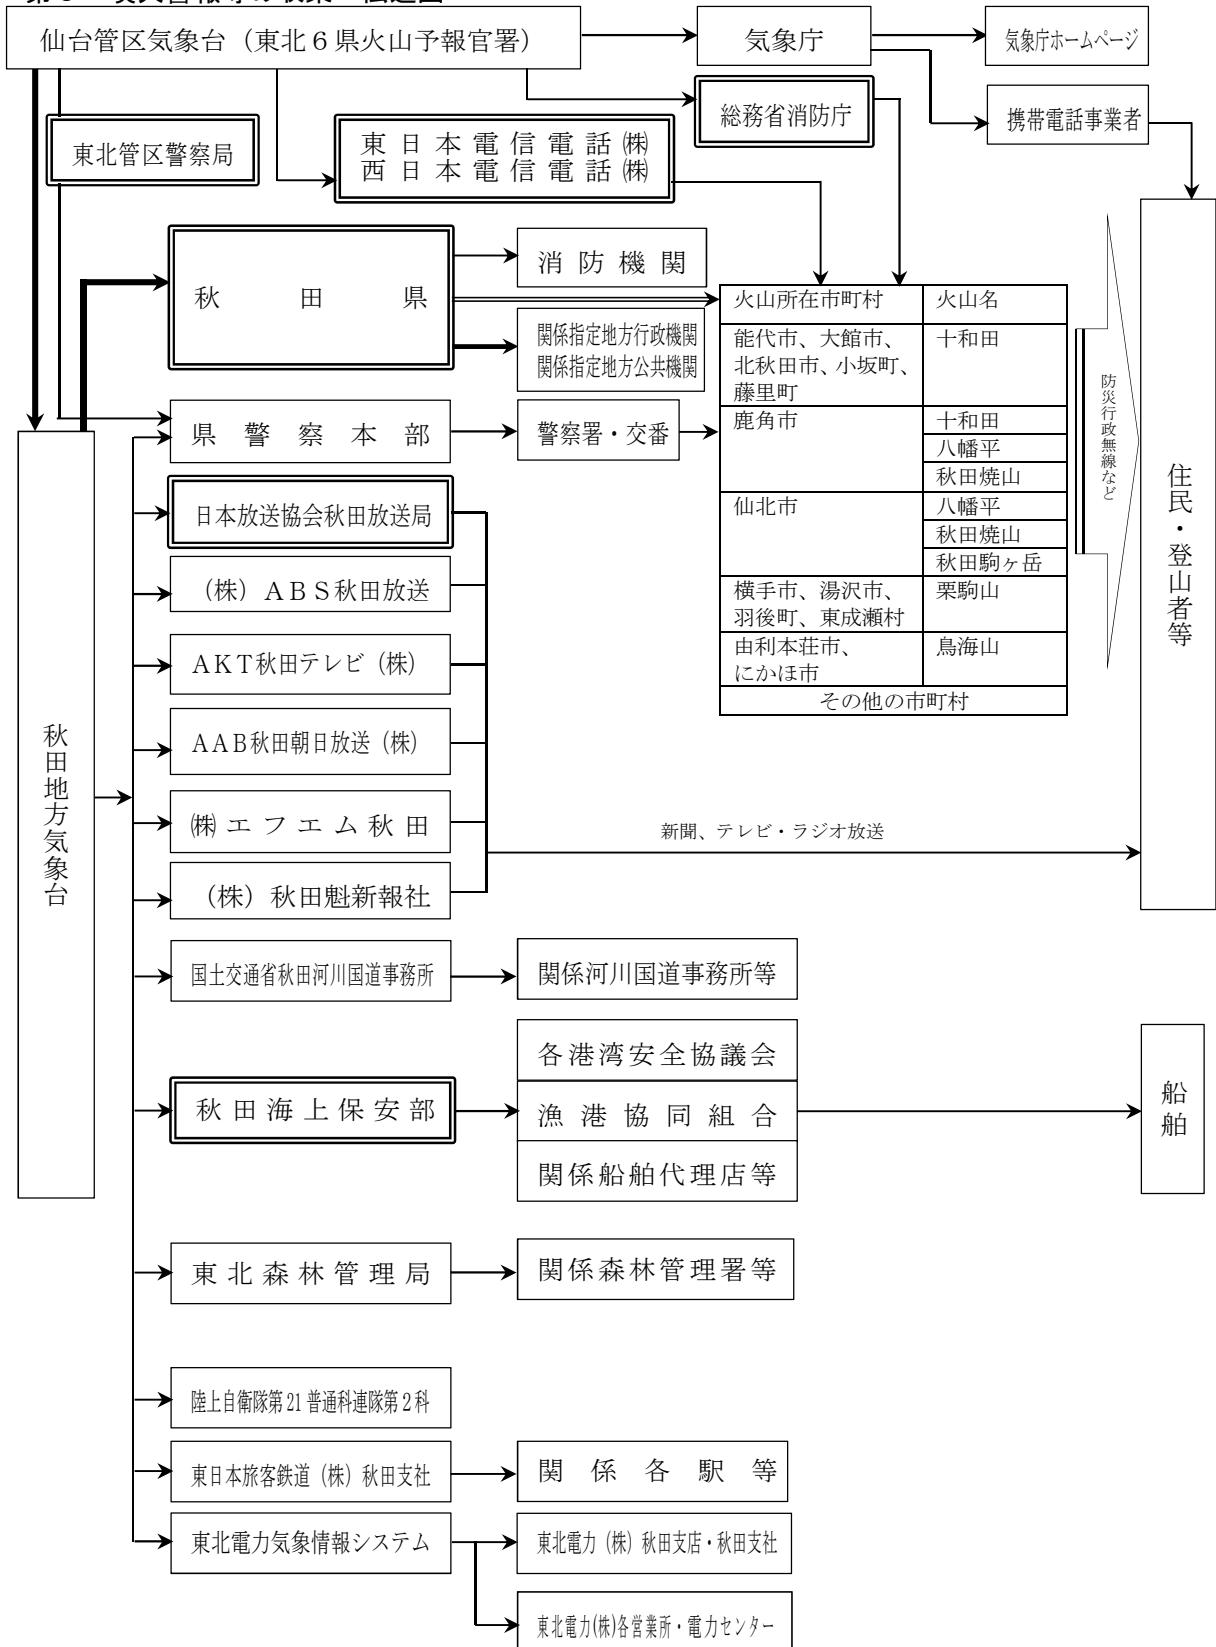 仙台管区気象台（東北６県火山予報官署）
気象庁
気象庁ホームページ
総務省消防庁
携帯電話事業者
東北管区警察局
東日本電信電話㈱
西日本電信電話㈱
秋田県
消防機関
関係指定地方行政機関
関係指定地方公共機関
県警察本部
警察署・交番
火山所在市町村 火山名
能代市、大館市、 十和田
北秋田市、小坂町、
藤里町
鹿角市 十和田
八幡平
秋田焼山
仙北市 八幡平
秋田焼山
秋田駒ヶ岳
横手市、湯沢市、 栗駒山
羽後町、東成瀬村
由利本荘市、 鳥海山
にかほ市
その他の市町村
防災行政無線など
住民・登山者等
秋田地方気象台
日本放送協会秋田放送局
（株）ＡＢＳ秋田放送
ＡＫＴ秋田テレビ（株）
ＡＡＢ秋田朝日放送（株）
㈱エフエム秋田
（株）秋田魁新報社
新聞、テレビ・ラジオ放送
国土交通省秋田河川国道事務所
関係河川国道事務所等
秋田海上保安部
各港湾安全協議会
漁港協同組合
関係船舶代理店等
船舶
東北森林管理局
関係森林管理署等
陸上自衛隊第21普通科連隊第２科
東日本旅客鉄道（株）秋田支社
関係各駅等
東北電力気象情報システム
東北電力（株）秋田支店・秋田支社
東北電力(株)各営業所・電力センター